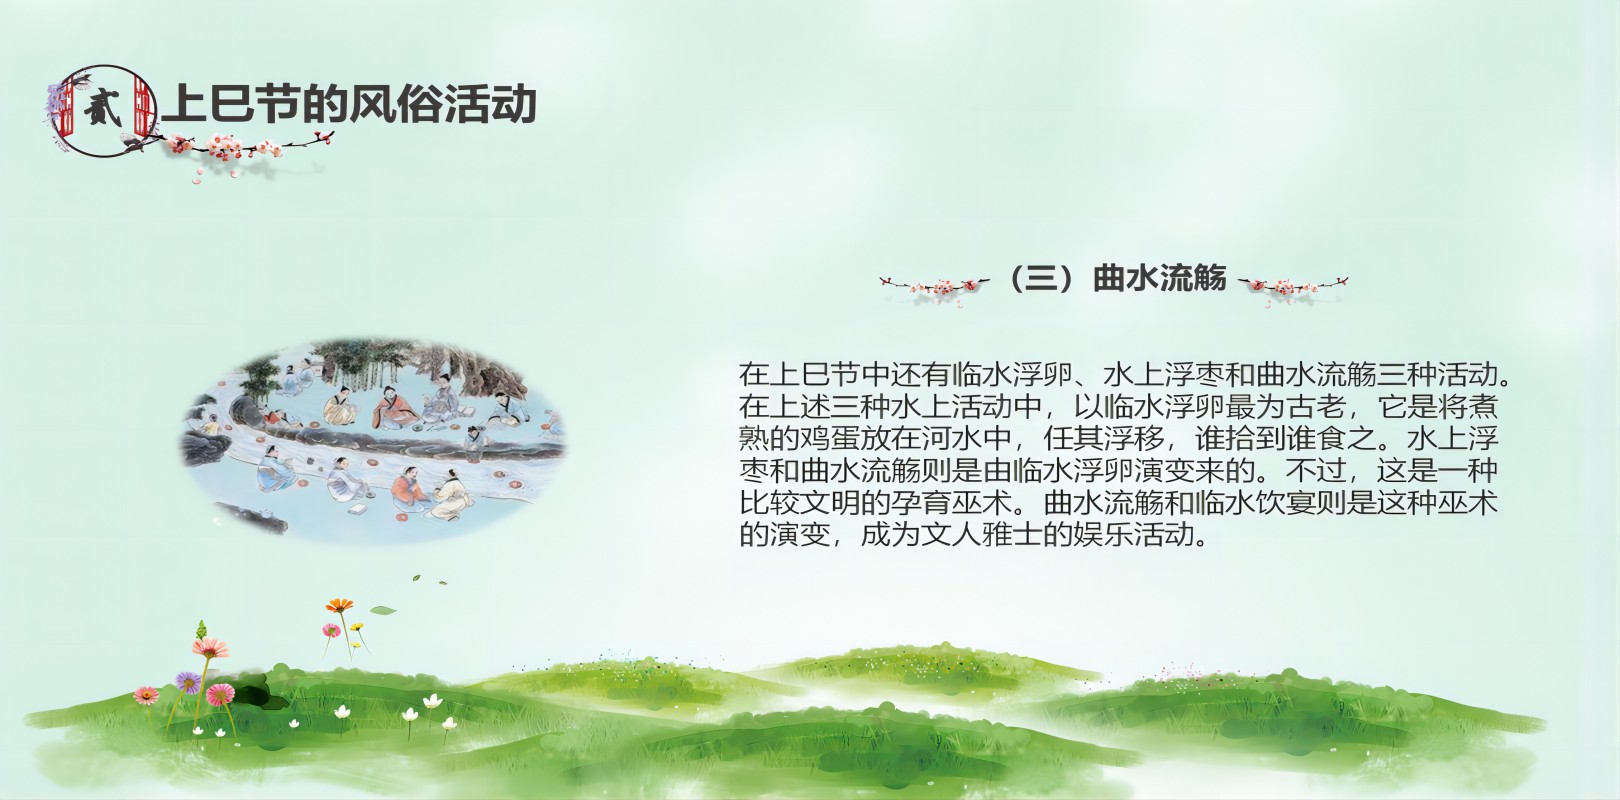 贰
上巳节的风俗活动
（三）曲水流觞
在上巳节中还有临水浮卵、水上浮枣和曲水流觞三种活动。
在上述三种水上活动中，以临水浮卵最为古老，它是将煮
熟的鸡蛋放在河水中，任其浮移，谁拾到谁食之。水上浮
枣和曲水流觞则是由临水浮卵演变来的。不过，这是一种
比较文明的孕育巫术。曲水流觞和临水饮宴则是这种巫术
的演变，成为文人雅士的娱乐活动。